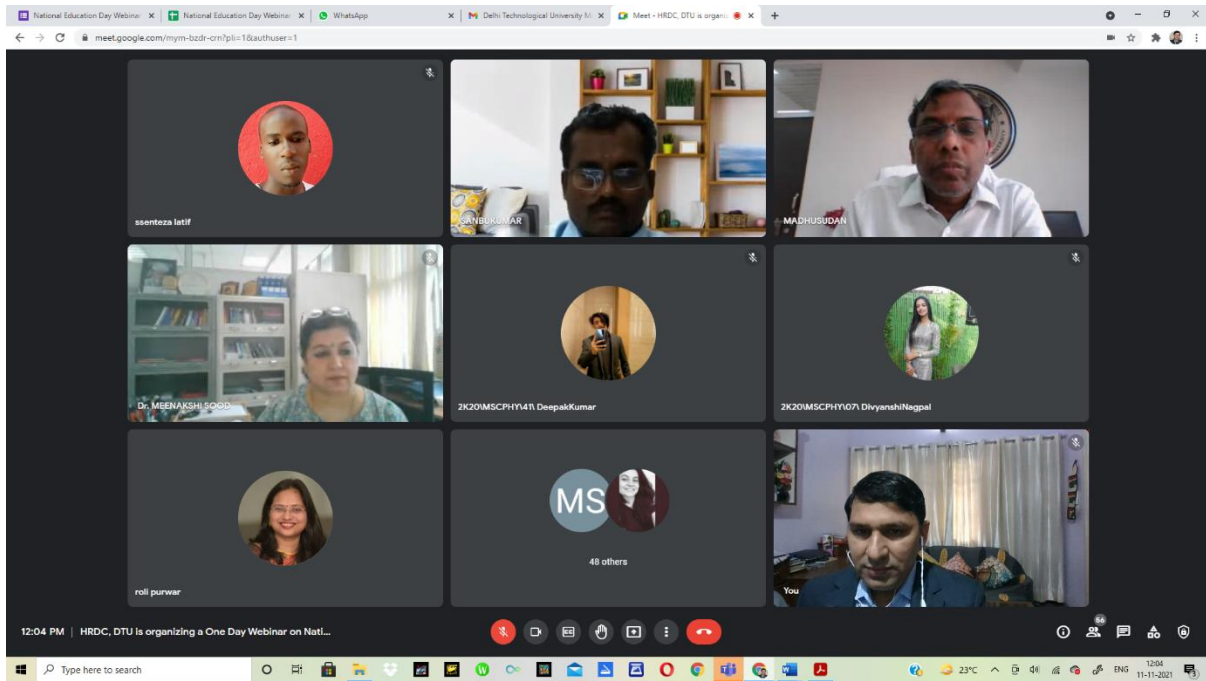 National Education Day Webinar
National Education Day Webinar
WhatsApp
Delhi Technological University M
Meet - HRDC, DTU is organi
meet.google.com/mym-bzdr-crn?pli=1&authuser=1
ssenteza latif
SANBUKUMAR
MADHUSUDAN
Dr. MEENAKSHI SOOD
2K20\MSCPHY\41\ DeepakKumar
2K20\MSCPHY\07\ DivyanshiNagpal
roli purwar
MS
48 others
You
12:04 PM | HRDC, DTU is organizing a One Day Webinar on Nati...
56
Type here to search
23°C
ENG
12:04
11-11-2021